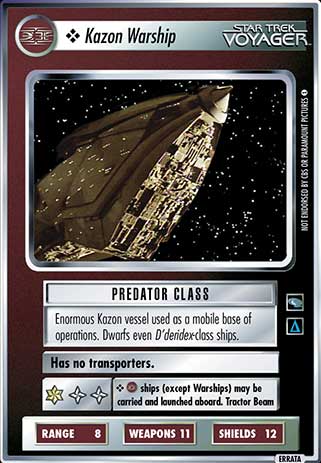 ❖ Kazon Warship
STAR TREK
VOYAGER
NOT ENDORSED BY CBS OR PARAMOUNT PICTURES
PREDATOR CLASS
Enormous Kazon vessel used as a mobile base of
operations. Dwarfs even D'deridex-class ships.
Has no transporters.
❖ ships (except Warships) may be
carried and launched aboard. Tractor Beam
RANGE 8 WEAPONS 11 SHIELDS 12
ERRATA